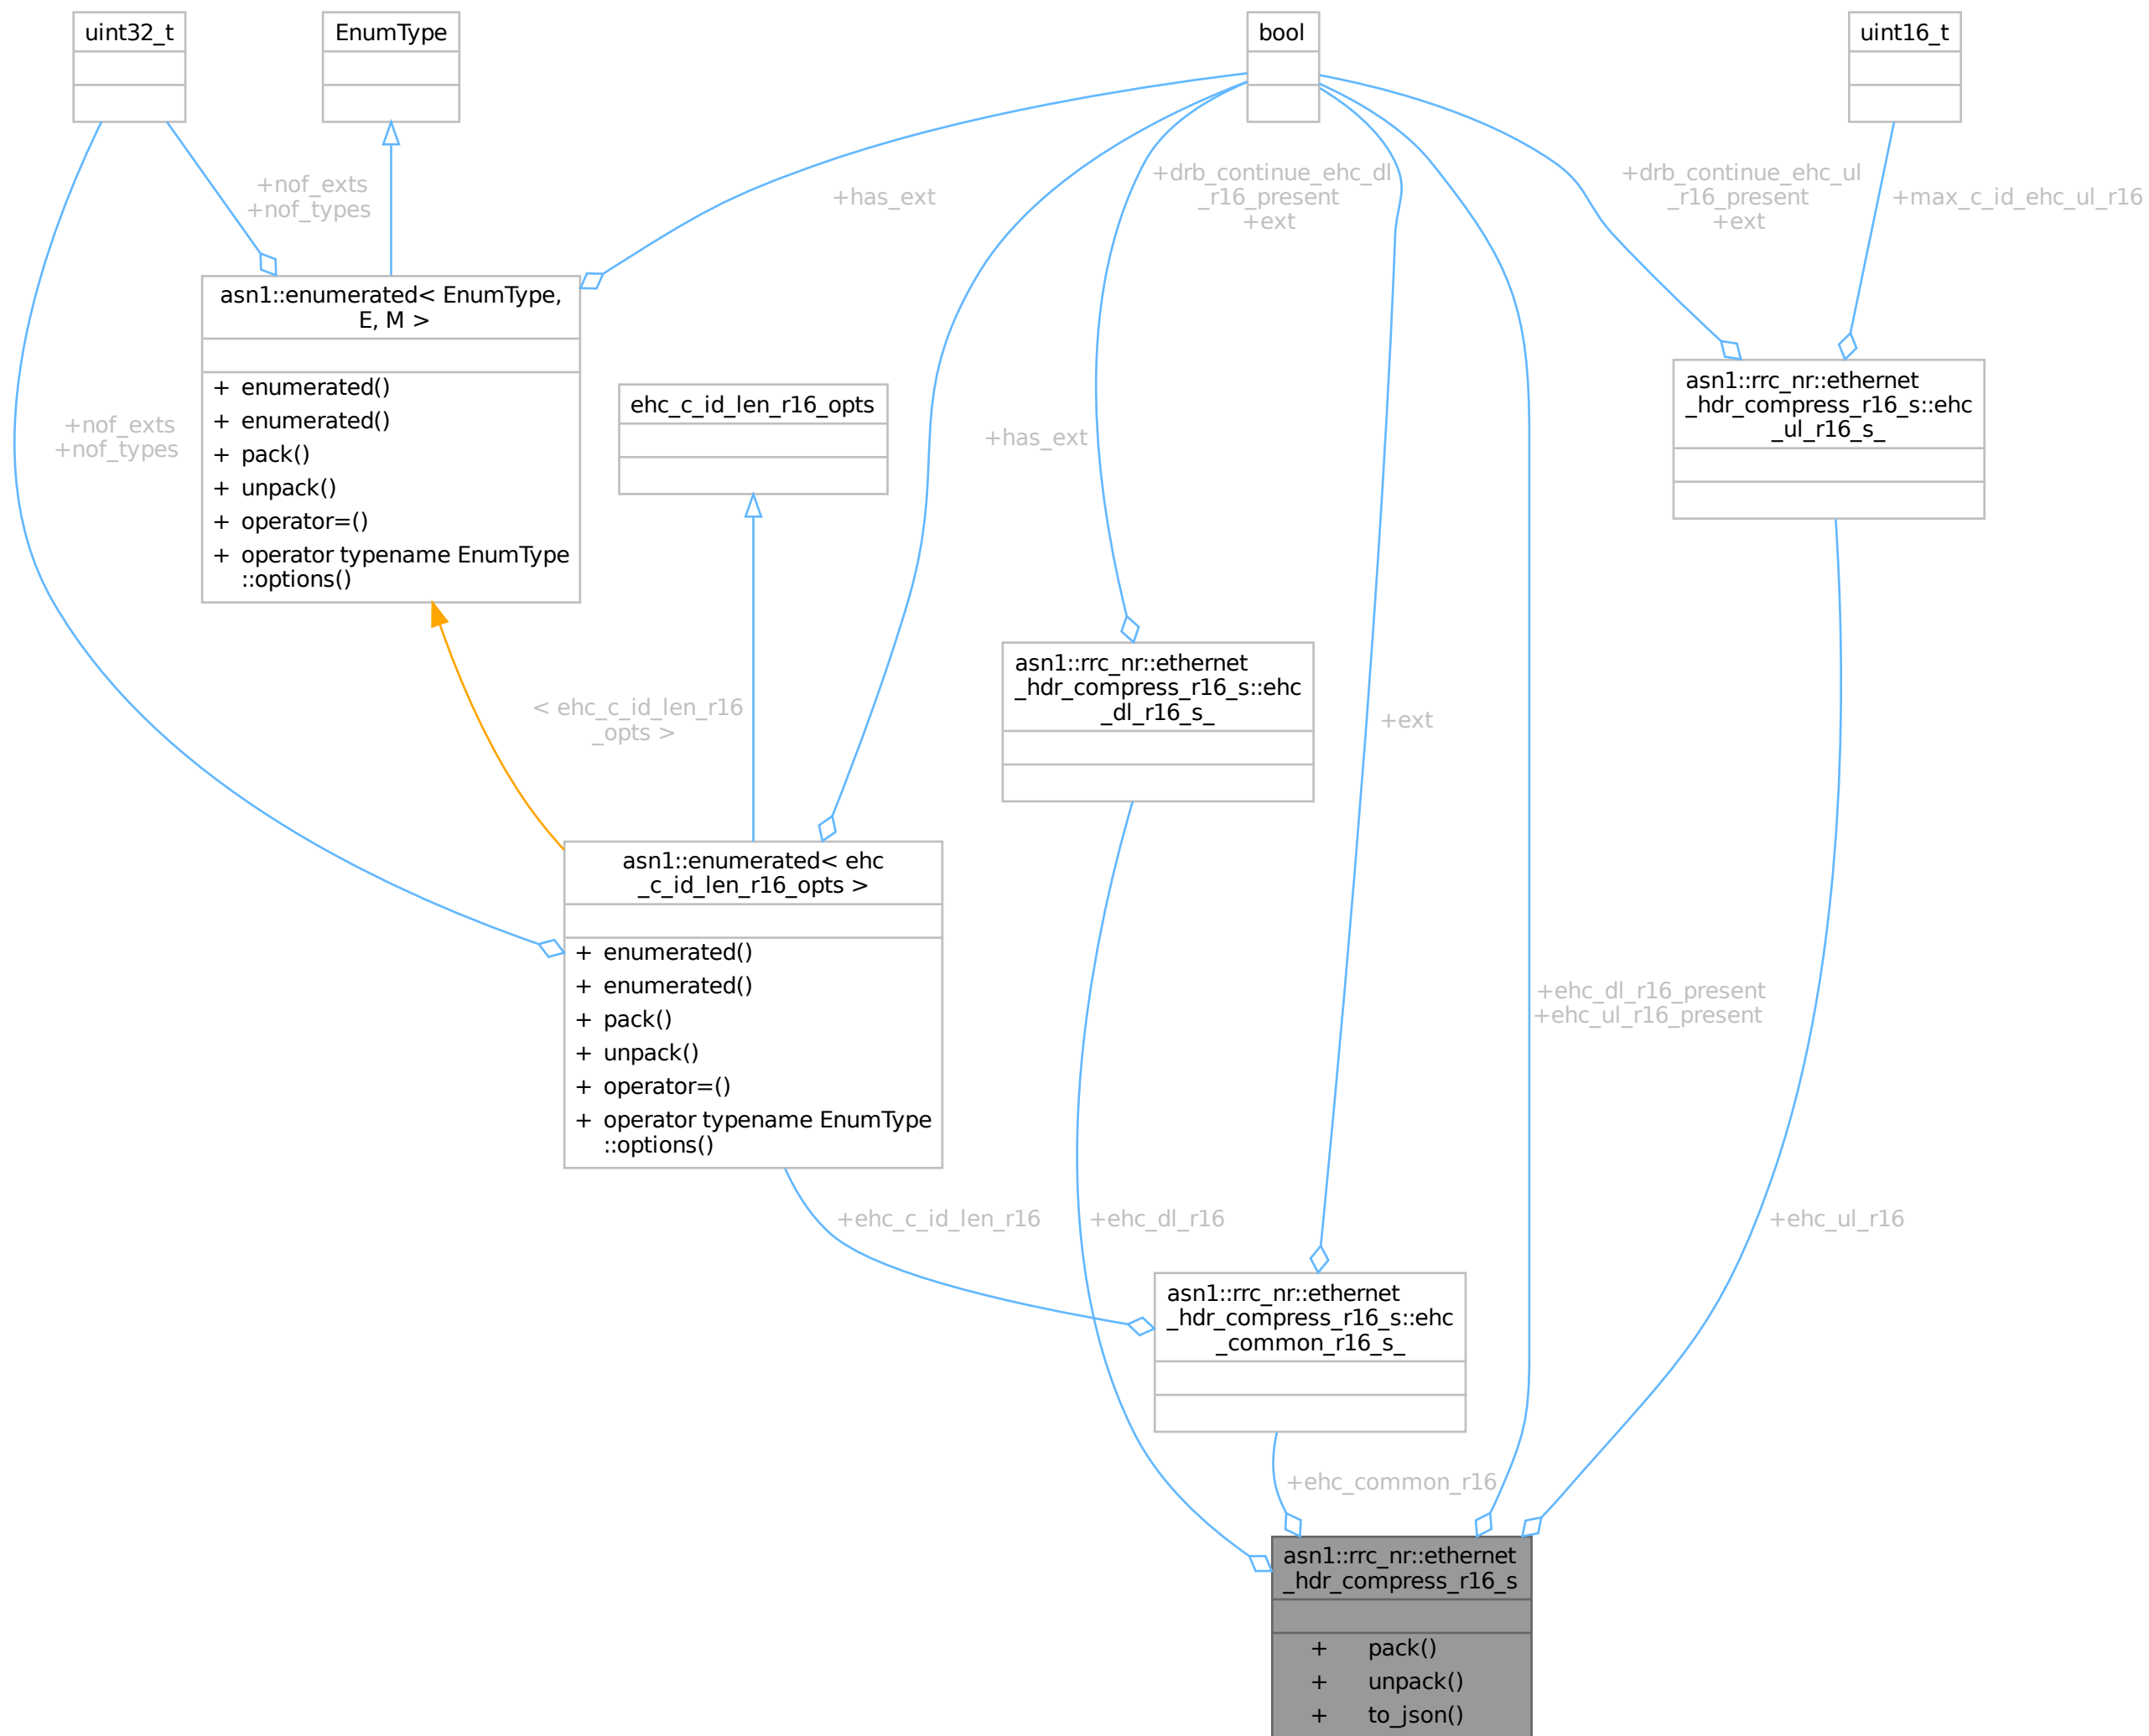 uint32_t
EnumType
bool
uint16_t
+nof_exts
+nof_types
+has_ext
+drb_continue_ehc_dl
_r16_present
+ext
+drb_continue_ehc_ul
_r16_present
+ext
+max_c_id_ehc_ul_r16
asn1::enumerated< EnumType,
E, M >
+ enumerated()
+ enumerated()
+ pack()
+ unpack()
+ operator=()
+ operator typename EnumType
::options()
ehc_c_id_len_r16_opts
asn1::rrc_nr::ethernet
_hdr_compress_r16_s::ehc
_ul_r16_s_
+nof_exts
+nof_types
+has_ext
asn1::rrc_nr::ethernet
_hdr_compress_r16_s::ehc
_dl_r16_s_
< ehc_c_id_len_r16
_opts >
+ext
asn1::enumerated< ehc
_c_id_len_r16_opts >
+ enumerated()
+ enumerated()
+ pack()
+ unpack()
+ operator=()
+ operator typename EnumType
::options()
+ehc_dl_r16_present
+ehc_ul_r16_present
+ehc_c_id_len_r16
+ehc_dl_r16
+ehc_ul_r16
asn1::rrc_nr::ethernet
_hdr_compress_r16_s::ehc
_common_r16_s_
+ehc_common_r16
asn1::rrc_nr::ethernet
_hdr_compress_r16_s
+ pack()
+ unpack()
+ to_json()